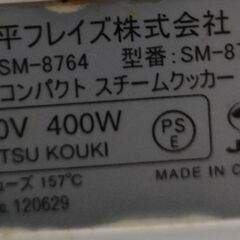 平フレイズ株式会社
SM-8764 型番：SM-87
コンパクト スチームクッカー
0V 400W
PS
E
TSU KOUKI
ューズ 157℃
MADE IN C
o. 120629